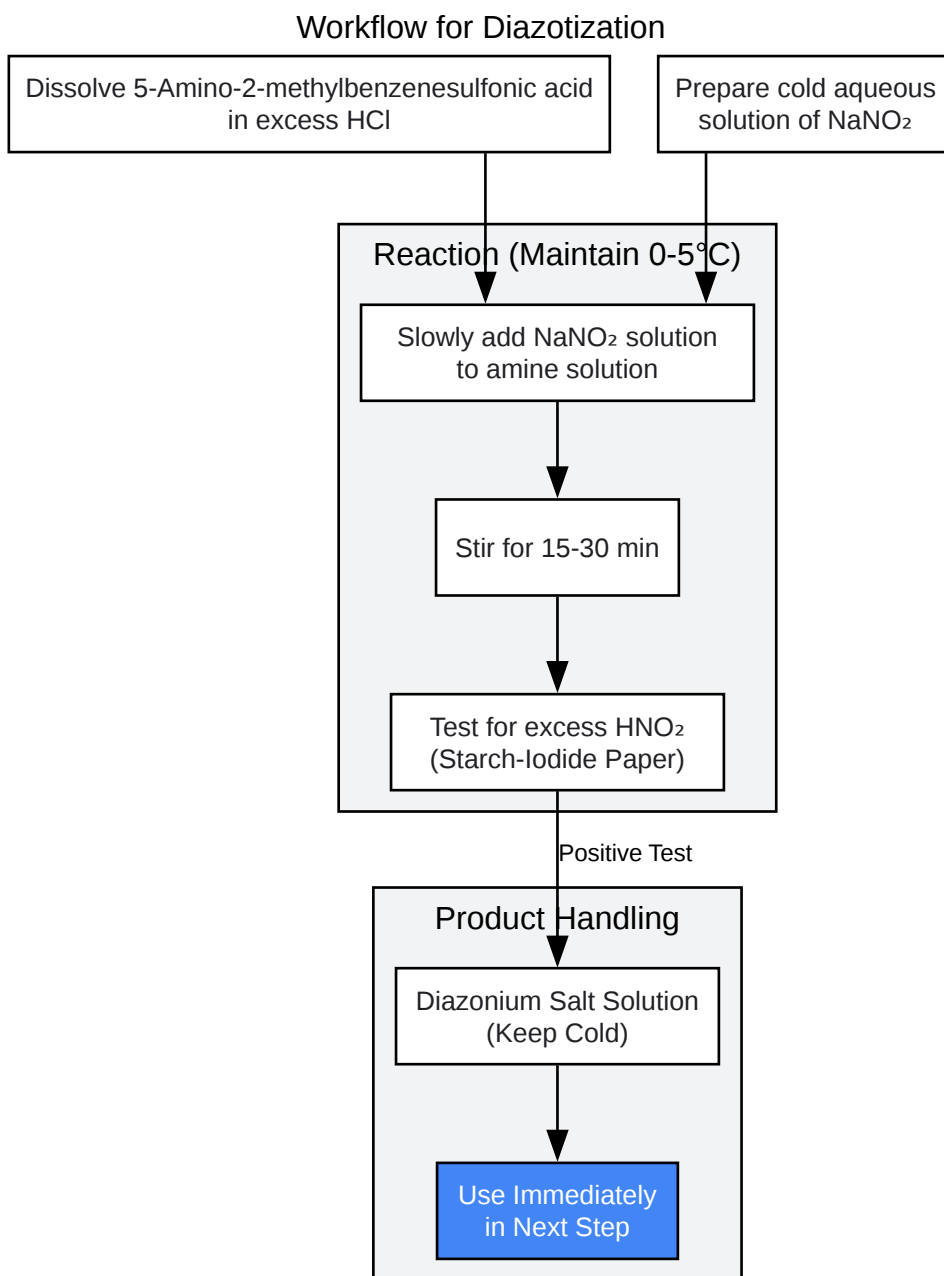 Workflow for Diazotization
Dissolve 5-Amino-2-methylbenzenesulfonic acid
in excess HCl
Prepare cold aqueous
solution of NaNO₂
Reaction (Maintain 0-5°C)
Slowly add NaNO₂ solution
to amine solution
Stir for 15-30 min
Test for excess HNO₂
(Starch-Iodide Paper)
Positive Test
Product Handling
Diazonium Salt Solution
(Keep Cold)
Use Immediately
in Next Step